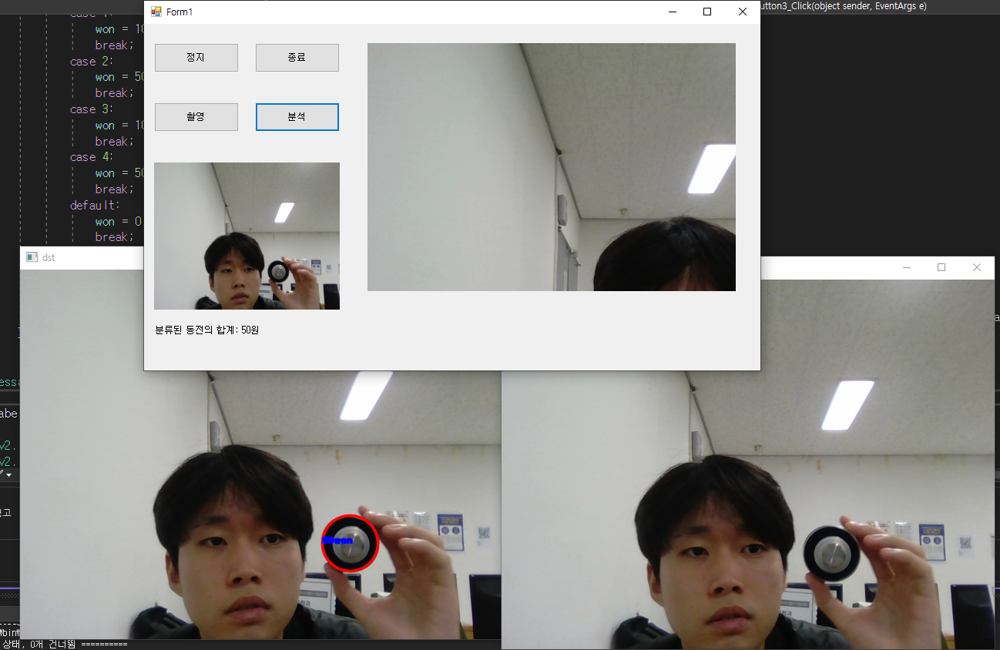 Form1
utton3_Click(object sender, EventArgs e)
정지
종료
촬영
분석
분류된 동전의 합계: 50원
won = 10
break;
case 2:
won = 50
break;
case 3:
won = 10
break;
case 4:
won = 50
break;
default:
won = 0
break;
dst
essa
abe
v2.
v2.
50won
#bin#
상태, 0개 건너뜀 ==========